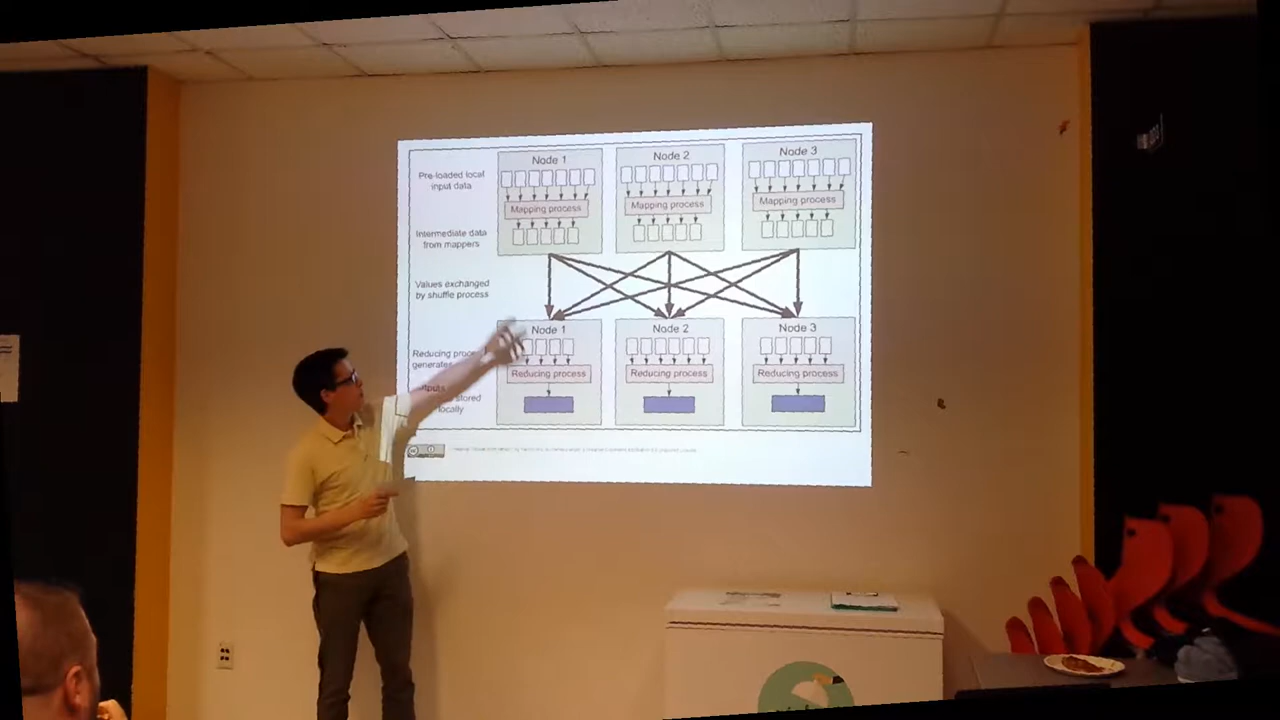 Node 1
Node 2
Node 3
Pre-loaded local
input data
Mapping process
Mapping process
Mapping process
Intermediate data
from mappers
Values exchanged
by shuffle process
Node 1
Node 2
Node 3
Reducing
generates
Reducing process
Reducing process
Reducing process
stored
locally